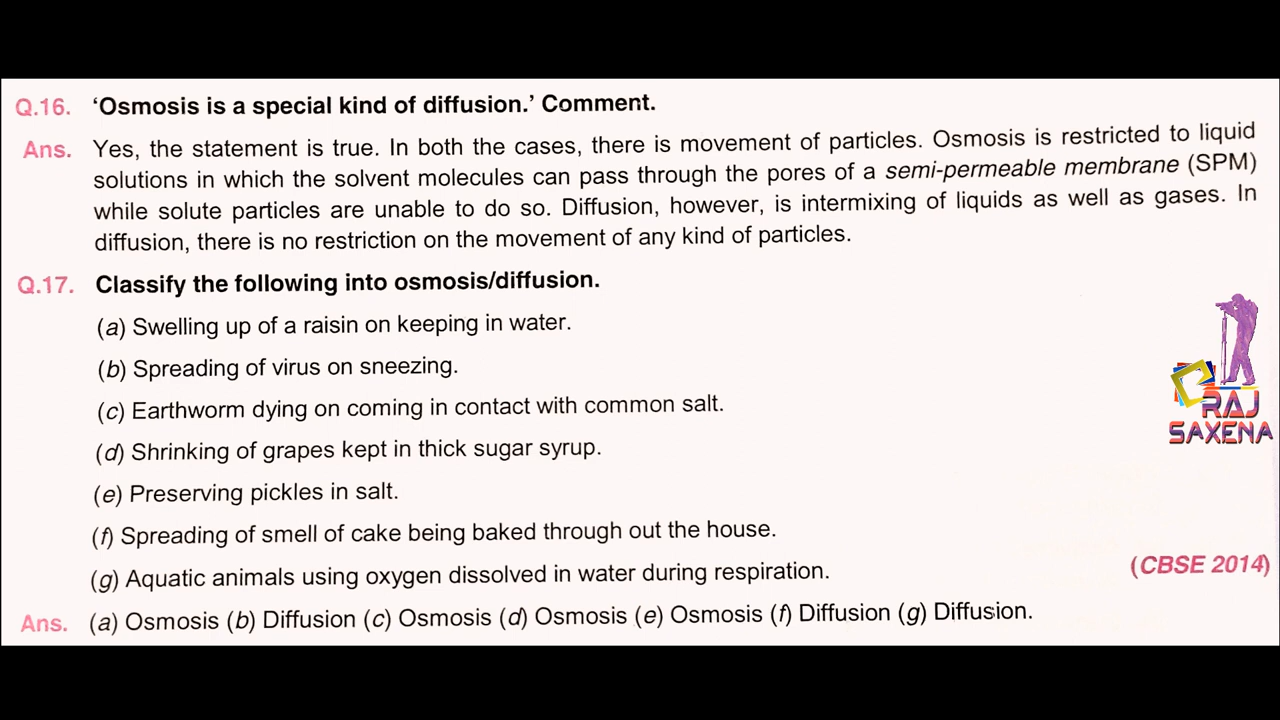 Q.16. ‘Osmosis is a special kind of diffusion.’ Comment.
Ans. Yes, the statement is true. In both the cases, there is movement of particles. Osmosis is restricted to liquid
solutions in which the solvent molecules can pass through the pores of a semi-permeable membrane (SPM)
while solute particles are unable to do so. Diffusion, however, is intermixing of liquids as well as gases. In
diffusion, there is no restriction on the movement of any kind of particles.
Q.17. Classify the following into osmosis/diffusion.
(a) Swelling up of a raisin on keeping in water.
(b) Spreading of virus on sneezing.
(c) Earthworm dying on coming in contact with common salt.
(d) Shrinking of grapes kept in thick sugar syrup.
(e) Preserving pickles in salt.
(f) Spreading of smell of cake being baked through out the house.
(g) Aquatic animals using oxygen dissolved in water during respiration.
(CBSE 2014)
Ans. (a) Osmosis (b) Diffusion (c) Osmosis (d) Osmosis (e) Osmosis (f) Diffusion (g) Diffusion.
RAJ
SAXENA